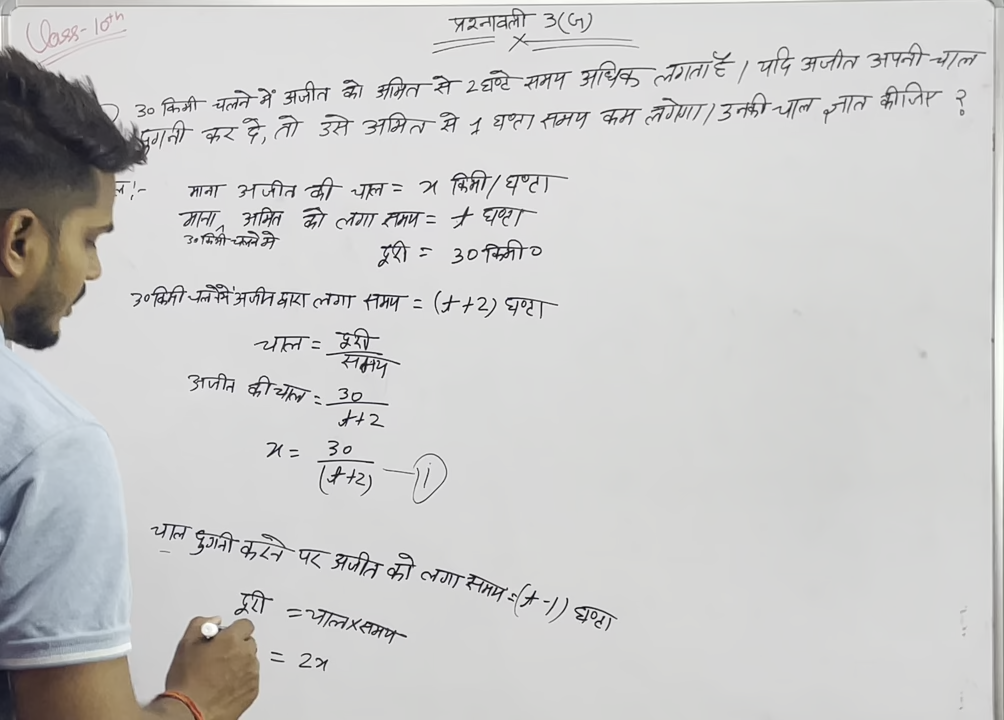 Class-10th
प्रश्नावली 3(G)
30 किमी चलने में अजीत को अमित से 2 घण्टे समय अधिक लगता है। यदि अजीत अपनी चाल
दुगनी कर दे, तो उसे अमित से 1 घण्टा समय कम लगेगा। उनकी चाल ज्ञात कीजिए ?
माना अजीत की चाल = x किमी/घण्टा
माना, अमित को लगा समय = t घण्टा
30 किमी चलने में
दूरी = 30 किमी०
30 किमी चलने में अजीत द्वारा लगा समय = (t+2) घण्टा
चाल = दूरी/समय
अजीत की चाल = 30/t+2
x = 30/(t+2) — (i)
चाल दुगनी करने पर अजीत को लगा समय = (t-1) घण्टा
दूरी = चाल×समय
= 2x